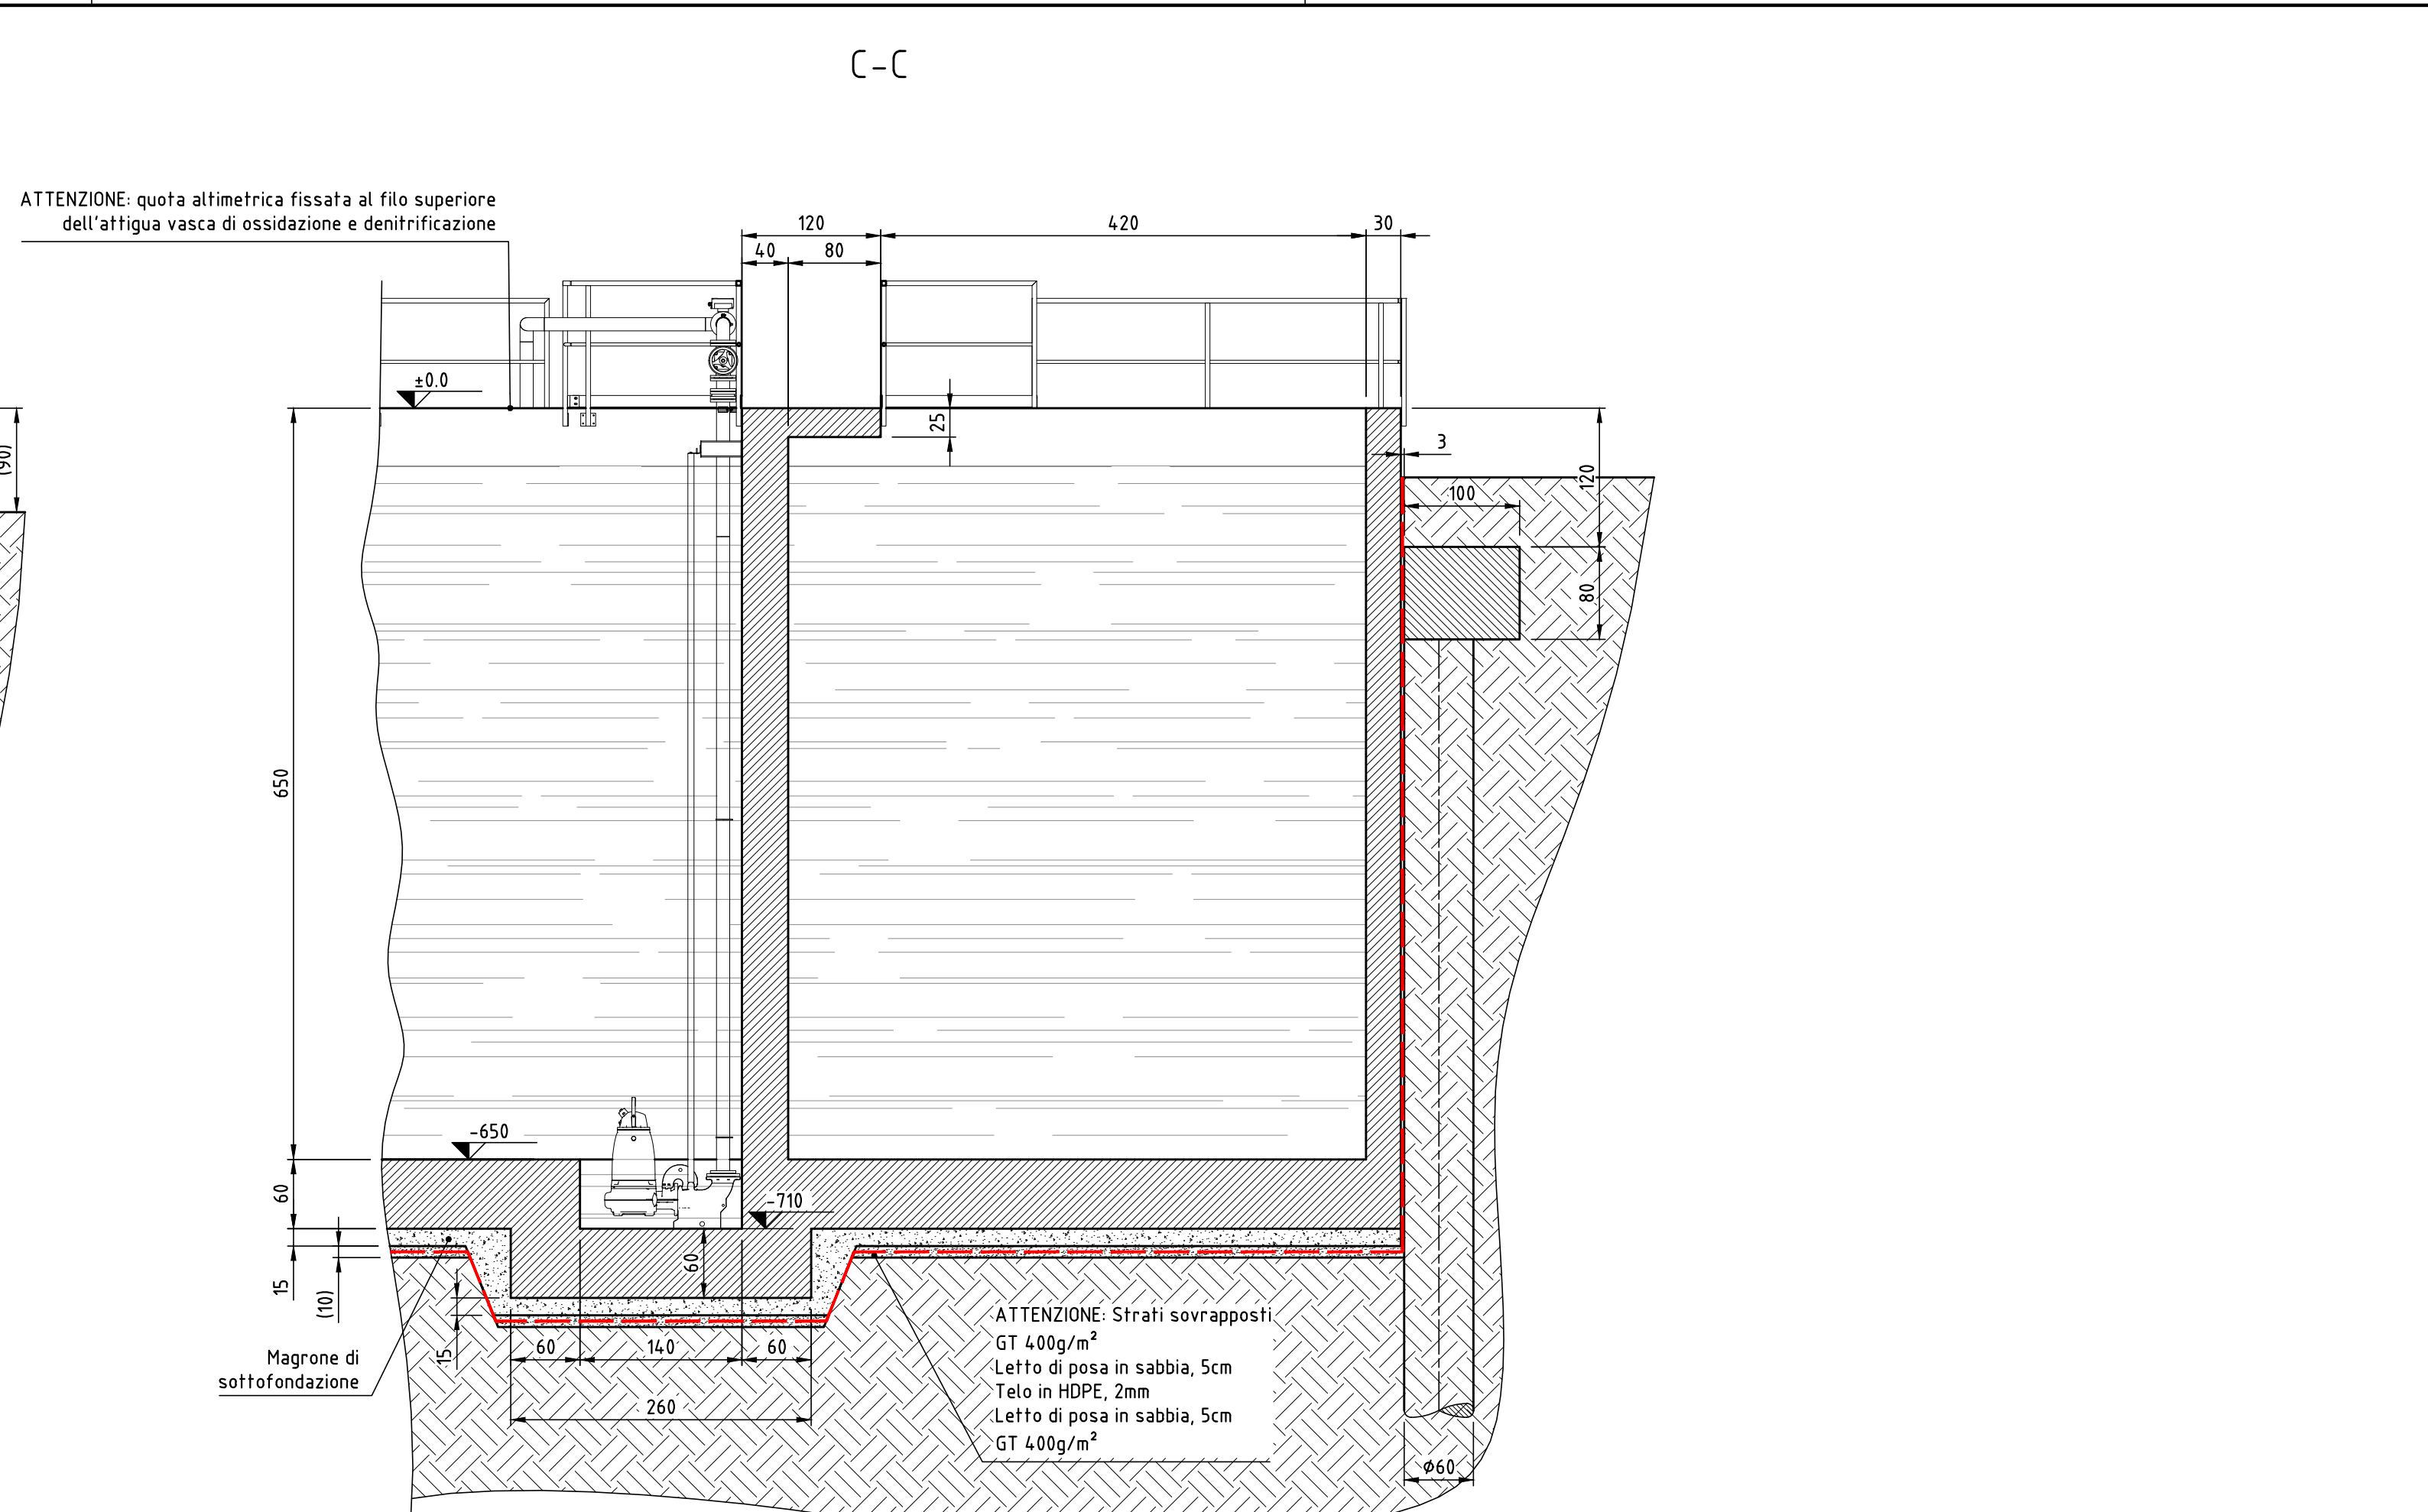 C-C
ATTENZIONE: quota altimetrica fissata al filo superiore
dell'attigua vasca di ossidazione e denitrificazione
120
420
30
40
80
±0.0
25
3
(90)
120
100
80
650
-650
60
-710
60
15
(10)
15
60
140
60
260
Magrone di
sottofondazione
ATTENZIONE: Strati sovrapposti
GT 400g/m²
Letto di posa in sabbia, 5cm
Telo in HDPE, 2mm
Letto di posa in sabbia, 5cm
GT 400g/m²
Ø60